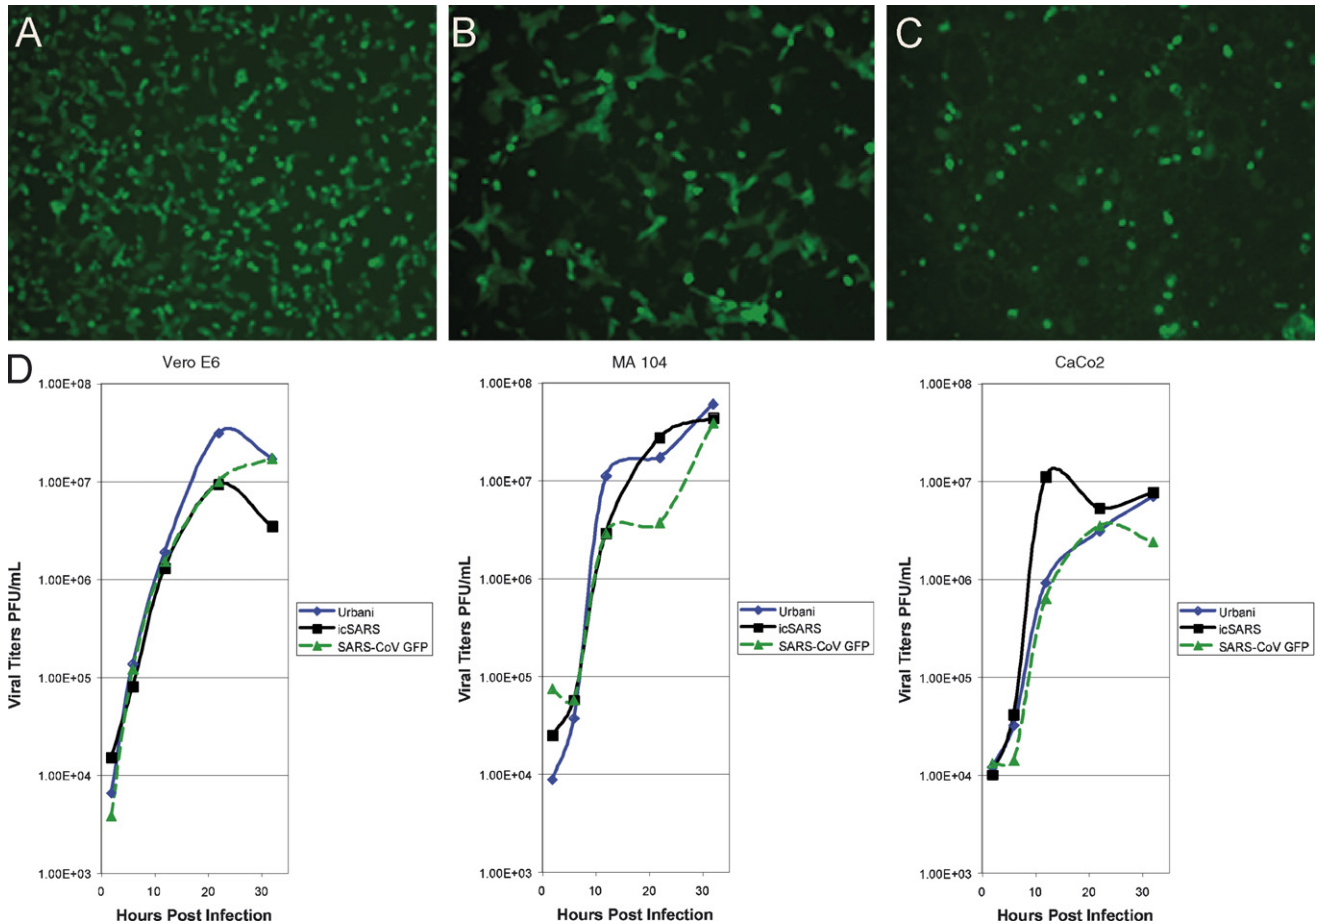 A
B
C
D
Vero E6
1.00E+08
1.00E+07
1.00E+06
1.00E+05
1.00E+04
1.00E+03
Viral Titers PFU/mL
0 10 20 30
Hours Post Infection
Urbani
icSARS
SARS-CoV GFP
MA 104
1.00E+08
1.00E+07
1.00E+06
1.00E+05
1.00E+04
1.00E+03
Viral Titers PFU/mL
0 10 20 30
Hours Post Infection
Urbani
icSARS
SARS-CoV GFP
CaCo2
1.00E+08
1.00E+07
1.00E+06
1.00E+05
1.00E+04
1.00E+03
Viral Titers PFU/mL
0 10 20 30
Hours Post Infection
Urbani
icSARS
SARS-CoV GFP